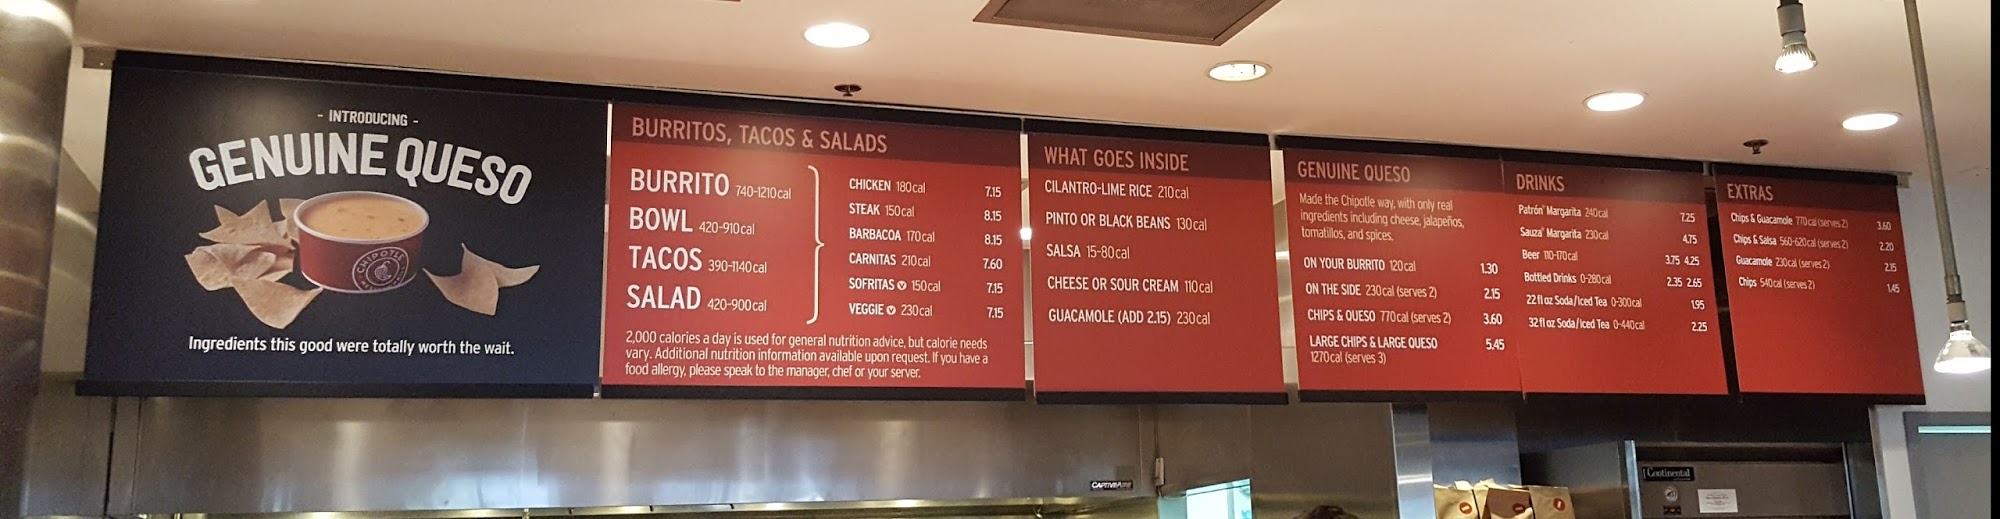 - INTRODUCING -
GENUINE QUESO
CHIPOTLE
Ingredients this good were totally worth the wait.
BURRITOS, TACOS & SALADS
BURRITO 740-1210cal
BOWL 420-910cal
TACOS 390-1140cal
SALAD 420-900cal
CHICKEN 180cal 7.15
STEAK 150cal 8.15
BARBACOA 170cal 8.15
CARNITAS 210cal 7.60
SOFRITAS V 150cal 7.15
VEGGIE V 230cal 7.15
2,000 calories a day is used for general nutrition advice, but calorie needs
vary. Additional nutrition information available upon request. If you have a
food allergy, please speak to the manager, chef or your server.
WHAT GOES INSIDE
CILANTRO-LIME RICE 210cal
PINTO OR BLACK BEANS 130cal
SALSA 15-80cal
CHEESE OR SOUR CREAM 110cal
GUACAMOLE (ADD 2.15) 230cal
GENUINE QUESO
Made the Chipotle way, with only real
ingredients including cheese, jalapeños,
tomatillos, and spices.
ON YOUR BURRITO 120cal 1.30
ON THE SIDE 230cal (serves 2) 2.15
CHIPS & QUESO 770cal (serves 2) 3.60
LARGE CHIPS & LARGE QUESO 5.45
1270cal (serves 3)
DRINKS
Patrón® Margarita 240cal 7.25
Sauza® Margarita 230cal 4.75
Beer 110-170cal 3.75 4.25
Bottled Drinks 0-280cal 2.35 2.65
22 fl oz Soda/Iced Tea 0-300cal 1.95
32 fl oz Soda/Iced Tea 0-440cal 2.25
EXTRAS
Chips & Guacamole 770cal (serves 2) 3.60
Chips & Salsa 560-620cal (serves 2) 2.20
Guacamole 230cal (serves 2) 2.15
Chips 540cal (serves 2) 1.45
CAPTIVEAIRE
Continental